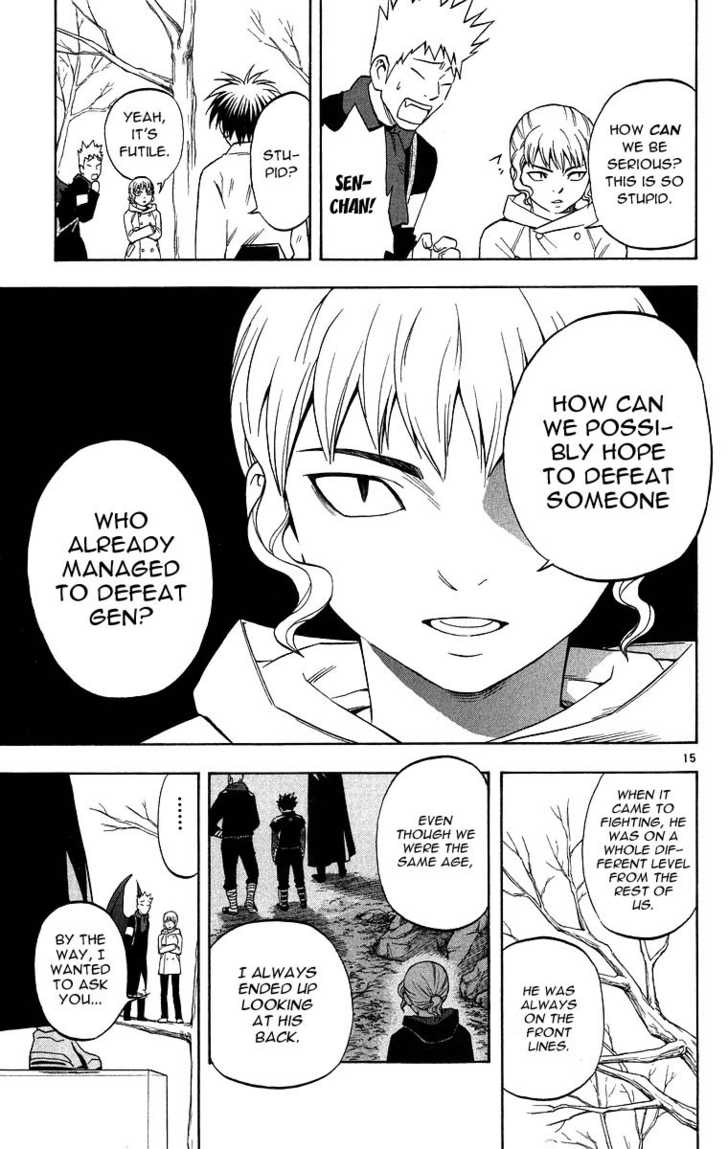 HOW CAN
WE BE
SERIOUS?
THIS IS SO
STUPID.
SEN-
CHAN!
STU-
PID?
YEAH,
IT'S
FUTILE.
HOW CAN
WE POSSI-
BLY HOPE
TO DEFEAT
SOMEONE
WHO
ALREADY
MANAGED
TO DEFEAT
GEN?
15
WHEN IT
CAME TO
FIGHTING, HE
WAS ON A
WHOLE DIF-
FERENT LEVEL
FROM THE
REST OF
US.
HE WAS
ALWAYS
ON THE
FRONT
LINES.
EVEN
THOUGH WE
WERE THE
SAME AGE,
I ALWAYS
ENDED UP
LOOKING
AT HIS
BACK.
......
BY THE
WAY, I
WANTED
TO ASK
YOU...